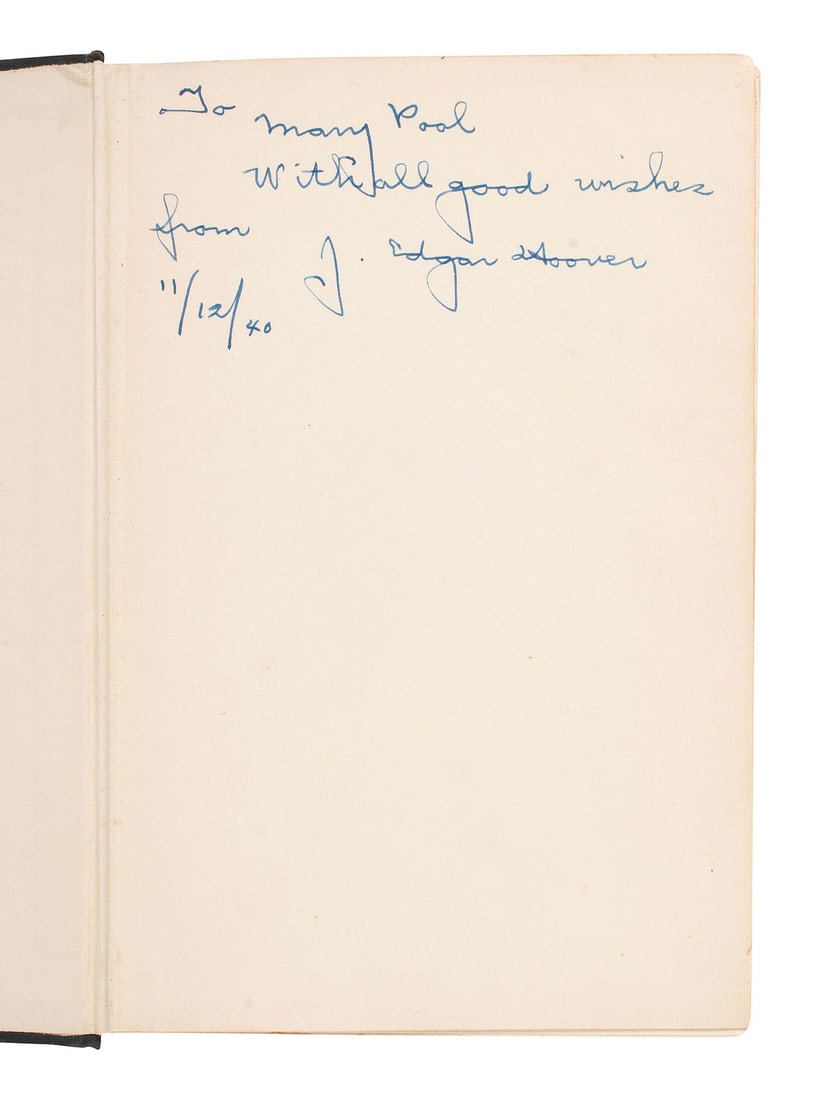 To Mary Pool
With all good wishes
from J. Edgar Hoover
11/12/40